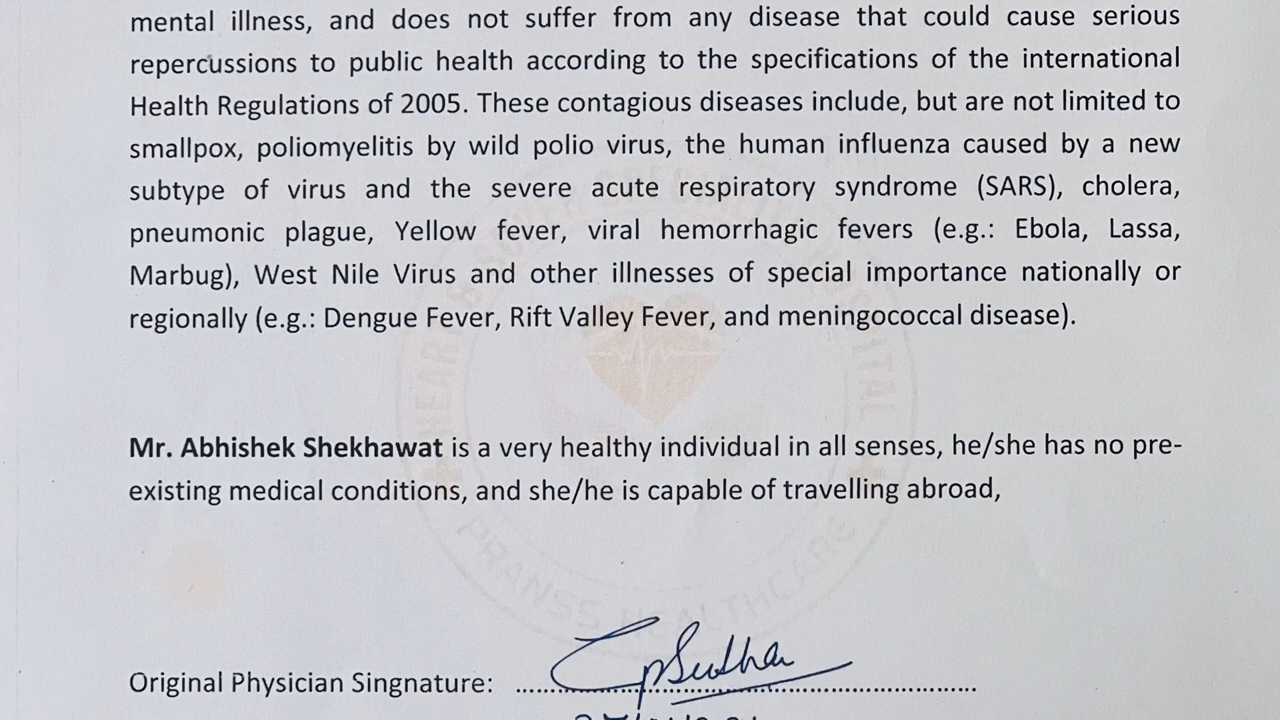 mental illness, and does not suffer from any disease that could cause serious
repercussions to public health according to the specifications of the international
Health Regulations of 2005. These contagious diseases include, but are not limited to
smallpox, poliomyelitis by wild polio virus, the human influenza caused by a new
subtype of virus and the severe acute respiratory syndrome (SARS), cholera,
pneumonic plague, Yellow fever, viral hemorrhagic fevers (e.g.: Ebola, Lassa,
Marbug), West Nile Virus and other illnesses of special importance nationally or
regionally (e.g.: Dengue Fever, Rift Valley Fever, and meningococcal disease).
HEART & SUPER SPECIALITY HOSPITAL
Mr. Abhishek Shekhawat is a very healthy individual in all senses, he/she has no pre-
existing medical conditions, and she/he is capable of travelling abroad,
PRANSS HEALTHCARE
Original Physician Singnature: